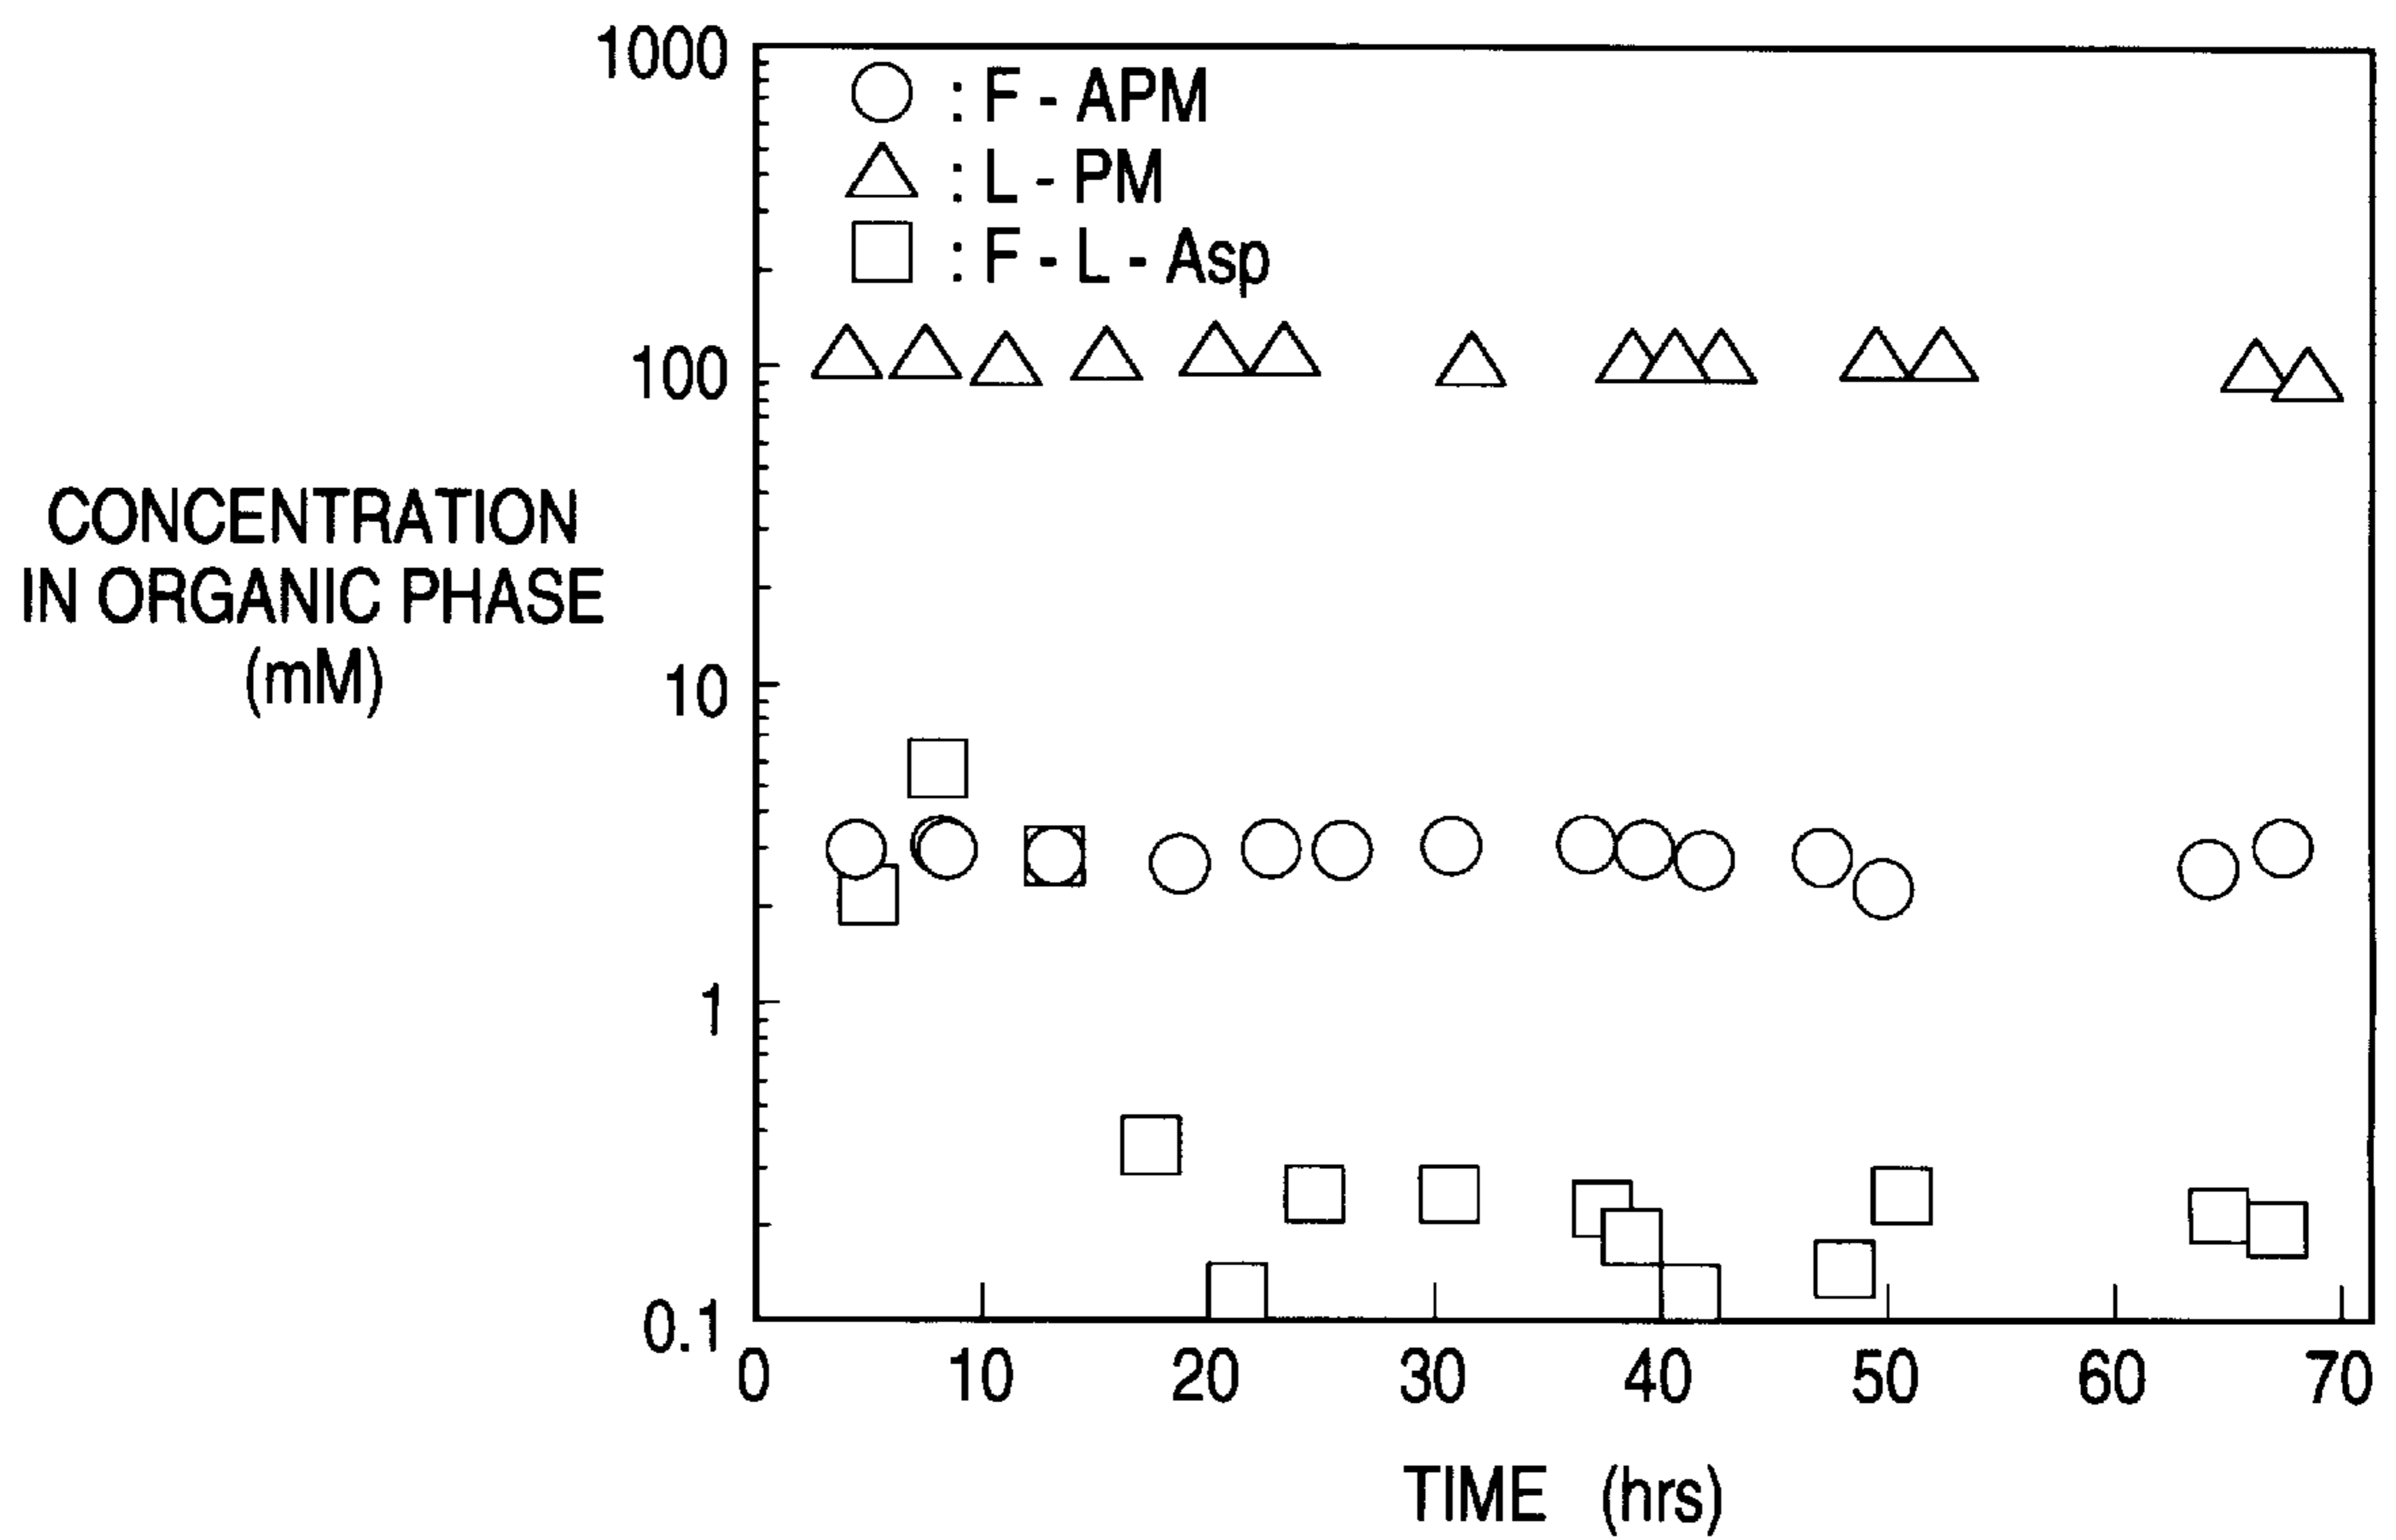 1000
○ : F - APM
△ : L - PM
□ : F - L - Asp
100
CONCENTRATION
IN ORGANIC PHASE
(mM)
10
1
0.1
0 10 20 30 40 50 60 70
TIME (hrs)